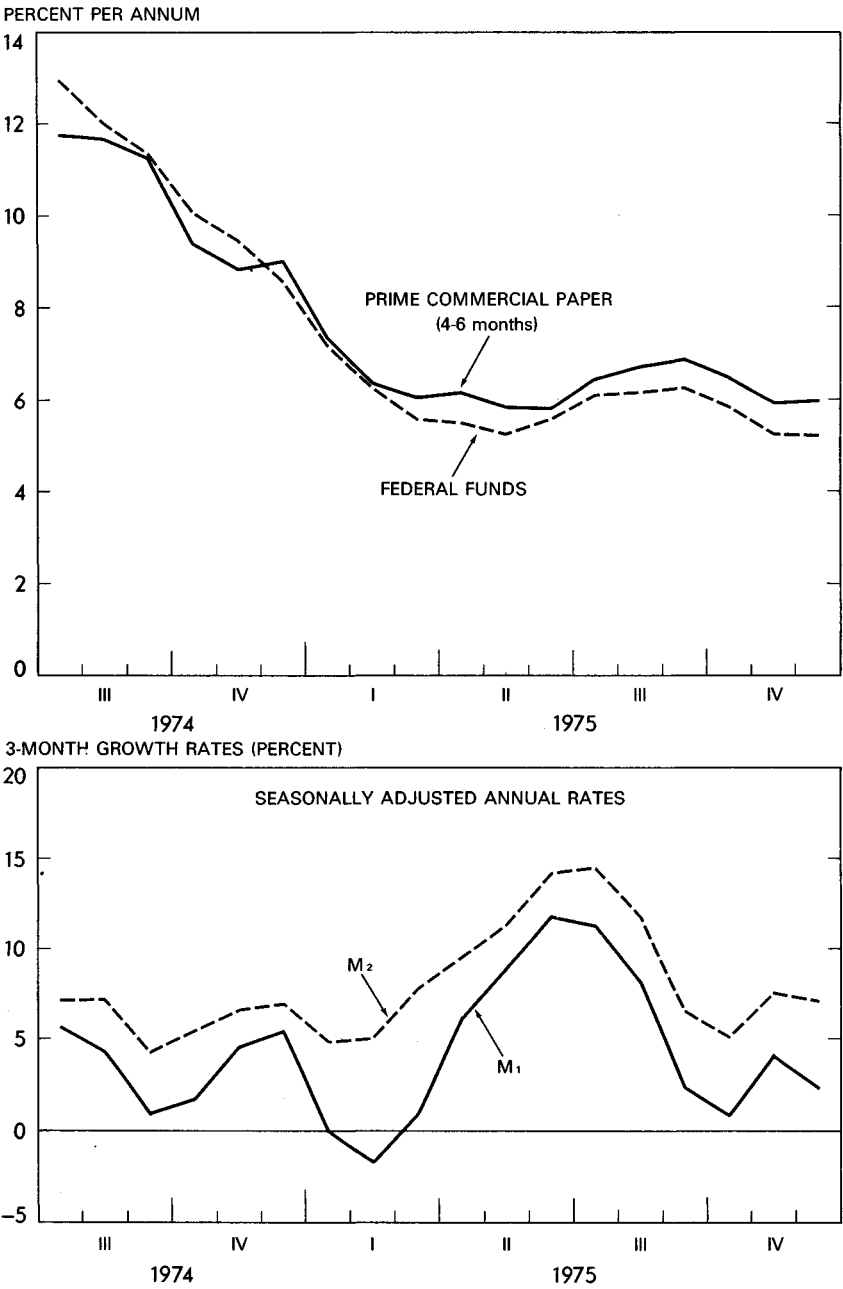 PERCENT PER ANNUM
14
12
10
8
6
4
2
0
PRIME COMMERCIAL PAPER
(4-6 months)
FEDERAL FUNDS
III IV I II III IV
1974 1975
3-MONTH GROWTH RATES (PERCENT)
20
15
10
5
0
-5
SEASONALLY ADJUSTED ANNUAL RATES
M2
M1
III IV I II III IV
1974 1975